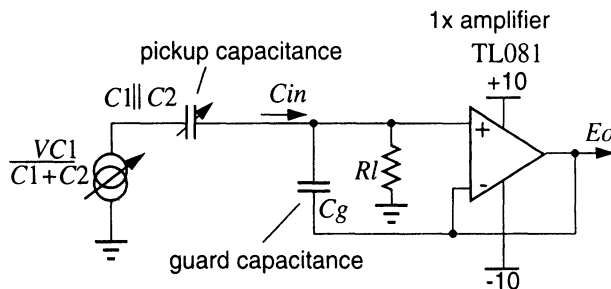 1x amplifier
TL081
pickup capacitance
+10
C1∥C2
Cin
+
Eo
VC1
C1+C2
Rl
-
Cg
guard capacitance
-10